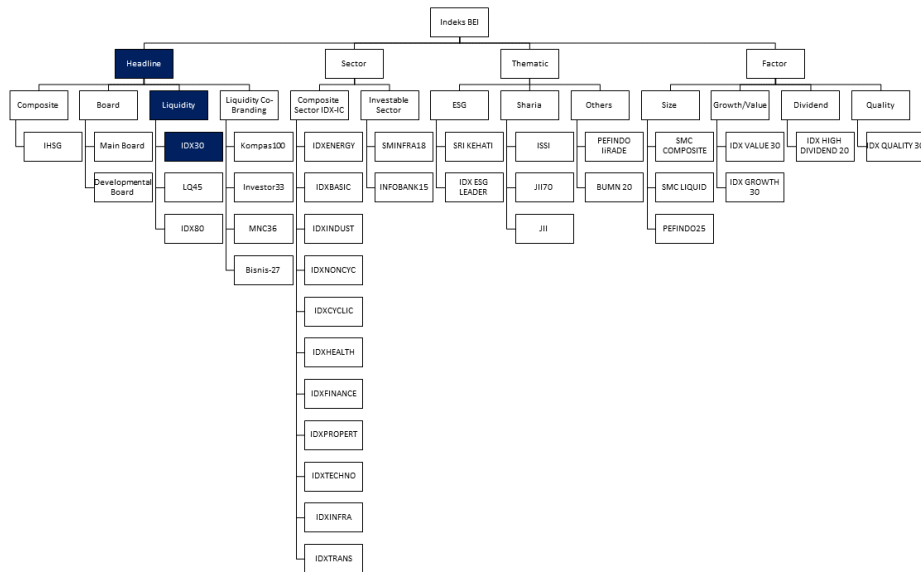 Indeks BEI
Headline
Sector
Thematic
Factor
Composite
Board
Liquidity
Liquidity Co-
Branding
Composite
Sector IDX-IC
Investable
Sector
ESG
Sharia
Others
Size
Growth/Value
Dividend
Quality
IHSG
Main Board
Developmental
Board
IDX30
LQ45
IDX80
Kompas100
Investor33
MNC36
Bisnis-27
IDXENERGY
IDXBASIC
IDXINDUST
IDXNONCYC
IDXCYCLIC
IDXHEALTH
IDXFINANCE
IDXPROPERT
IDXTECHNO
IDXINFRA
IDXTRANS
SMINFRA18
INFOBANK15
SRI KEHATI
IDX ESG
LEADER
ISSI
JII70
JII
PEFINDO
IiRADE
BUMN 20
SMC
COMPOSITE
SMC LIQUID
PEFINDO25
IDX VALUE 30
IDX GROWTH
30
IDX HIGH
DIVIDEND 20
IDX QUALITY 30